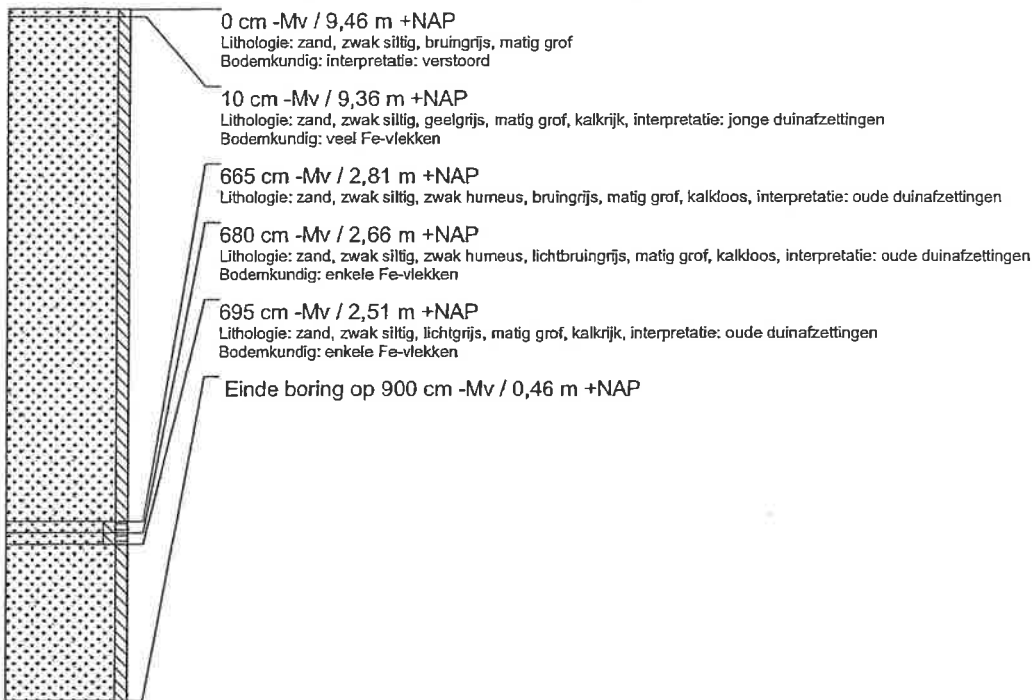 0 cm -Mv / 9,46 m +NAP
Lithologie: zand, zwak siltig, bruingrijs, matig grof
Bodemkundig: interpretatie: verstoord
10 cm -Mv / 9,36 m +NAP
Lithologie: zand, zwak siltig, geelgrijs, matig grof, kalkrijk, interpretatie: jonge duinafzettingen
Bodemkundig: veel Fe-vlekken
665 cm -Mv / 2,81 m +NAP
Lithologie: zand, zwak siltig, zwak humeus, bruingrijs, matig grof, kalkloos, interpretatie: oude duinafzettingen
680 cm -Mv / 2,66 m +NAP
Lithologie: zand, zwak siltig, zwak humeus, lichtbruingrijs, matig grof, kalkloos, interpretatie: oude duinafzettingen
Bodemkundig: enkele Fe-vlekken
695 cm -Mv / 2,51 m +NAP
Lithologie: zand, zwak siltig, lichtgrijs, matig grof, kalkrijk, interpretatie: oude duinafzettingen
Bodemkundig: enkele Fe-vlekken
Einde boring op 900 cm -Mv / 0,46 m +NAP